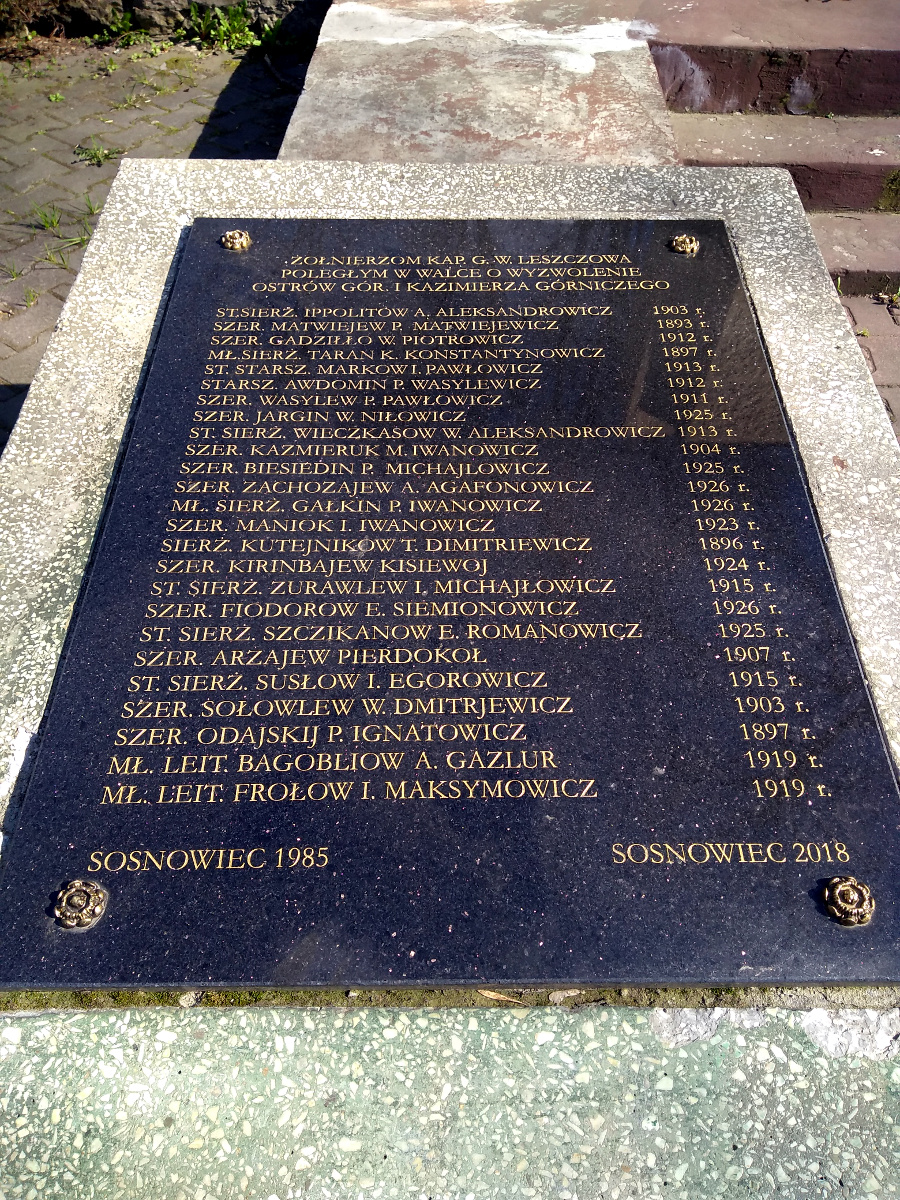 ŻOŁNIERZOM KAP. G. W. LESZCZOWA
POLEGŁYM W WALCE O WYZWOLENIE
OSTRÓW GÓR. I KAZIMIERZA GÓRNICZEGO
ST.SIERŻ. IPPOLITÓW A. ALEKSANDROWICZ 1903 r.
SZER. MATWIEJEW P. MATWIEJEWICZ 1893 r.
SZER. GADZIŁŁO W. PIOTROWICZ 1912 r.
MŁ.SIERŻ. TARAN K. KONSTANTYNOWICZ 1897 r.
ST. STARSZ. MARKOW I. PAWŁOWICZ 1913 r.
STARSZ. AWDOMIN P. WASYLEWICZ 1912 r.
SZER. WASYLEW P. PAWŁOWICZ 1911 r.
SZER. JARGIN W. NIŁOWICZ 1925 r.
ST. SIERŻ. WIECZKASOW W. ALEKSANDROWICZ 1913 r.
SZER. KAZMIERUK M. IWANOWICZ 1904 r.
SZER. BIESIEDIN P. MICHAJLOWICZ 1925 r.
SZER. ZACHOZAJEW A. AGAFONOWICZ 1926 r.
MŁ. SIERŻ. GAŁKIN P. IWANOWICZ 1926 r.
SZER. MANIOK I. IWANOWICZ 1923 r.
SIERŻ. KUTEJNIKOW T. DIMITRIEWICZ 1896 r.
SZER. KIRINBAJEW KISIEWOJ 1924 r.
ST. SIERŻ. ZURAWLEW I. MICHAJŁOWICZ 1915 r.
SZER. FIODOROW E. SIEMIONOWICZ 1926 r.
ST. SIERŻ. SZCZIKANOW E. ROMANOWICZ 1925 r.
SZER. ARZAJEW PIERDOKOŁ 1907 r.
ST. SIERŻ. SUSŁOW I. EGOROWICZ 1915 r.
SZER. SOŁOWLEW W. DMITRJEWICZ 1903 r.
SZER. ODAJSKIJ P. IGNATOWICZ 1897 r.
MŁ. LEIT. BAGOBLIOW A. GAZLUR 1919 r.
MŁ. LEIT. FROŁOW I. MAKSYMOWICZ 1919 r.
SOSNOWIEC 1985 SOSNOWIEC 2018